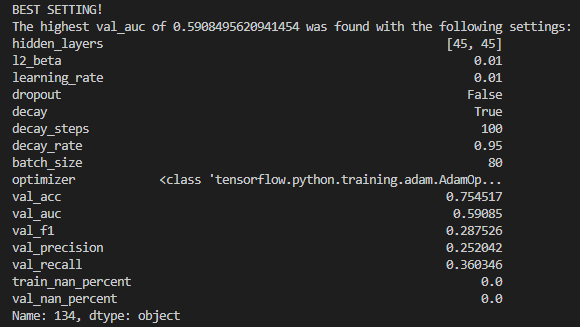 BEST SETTING!
The highest val_auc of 0.5908495620941454 was found with the following settings:
hidden_layers [45, 45]
l2_beta 0.01
learning_rate 0.01
dropout False
decay True
decay_steps 100
decay_rate 0.95
batch_size 80
optimizer <class 'tensorflow.python.training.adam.AdamOp...
val_acc 0.754517
val_auc 0.59085
val_f1 0.287526
val_precision 0.252042
val_recall 0.360346
train_nan_percent 0.0
val_nan_percent 0.0
Name: 134, dtype: object